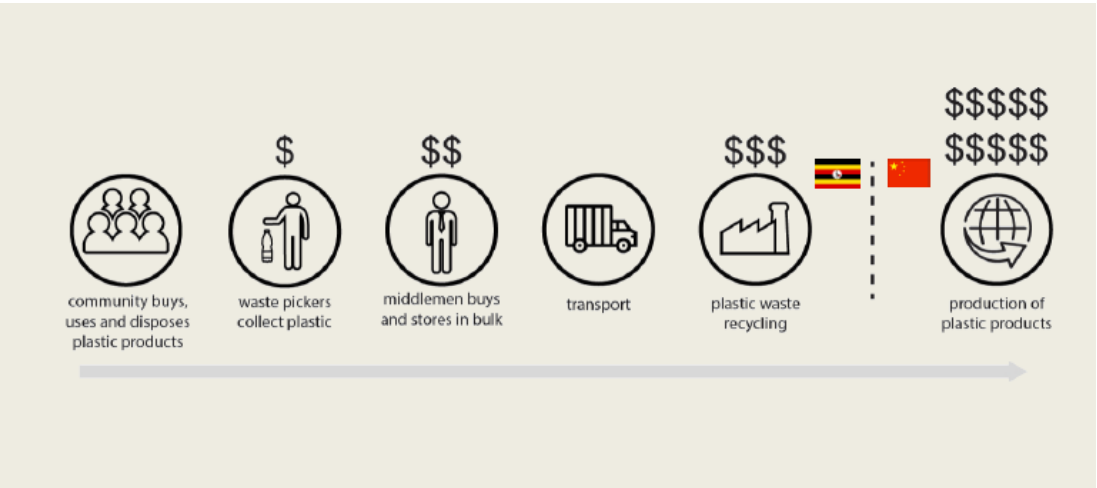 $
$$
$$$
$$$$$
$$$$$
community buys,
uses and disposes
plastic products
waste pickers
collect plastic
middlemen buys
and stores in bulk
transport
plastic waste
recycling
production of
plastic products